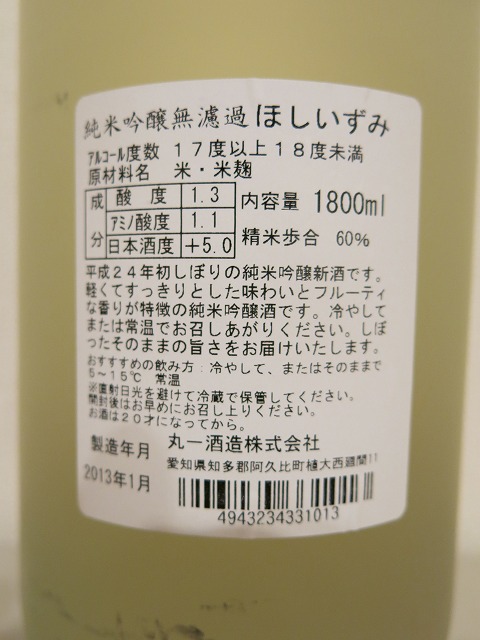 純米吟醸無濾過 ほしいずみ
アルコール度数 17度以上18度未満
原材料名 米・米麹
成分 酸度 1.3 内容量 1800ml
アミノ酸度 1.1
日本酒度 +5.0 精米歩合 60%
平成24年初しぼりの純米吟醸新酒です。
軽くてすっきりとした味わいとフルーティ
な香りが特徴の純米吟醸酒です。冷やして
または常温でお召しあがりください。しぼ
ったそのままの旨さをお届けいたします。
おすすめの飲み方:冷やして、またはそのままで
5~15℃ 常温
※直射日光を避けて冷蔵で保管してください。
開封後はお早めにお召し上りください。
お酒は20才になってから。
製造年月 丸一酒造株式会社
愛知県知多郡阿久比町植大西廻間11
2013年1月
4943234331013